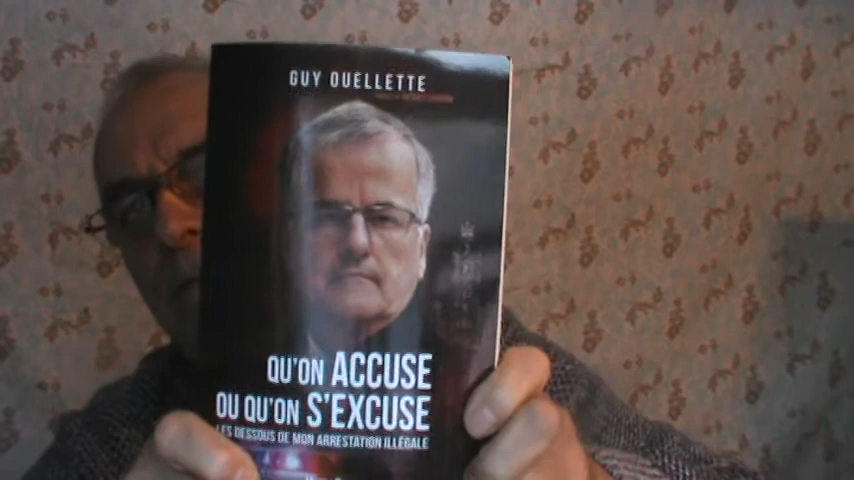 GUY OUELLETTE
QU'ON ACCUSE
OU QU'ON S'EXCUSE
LES DESSOUS DE MON ARRESTATION ILLÉGALE